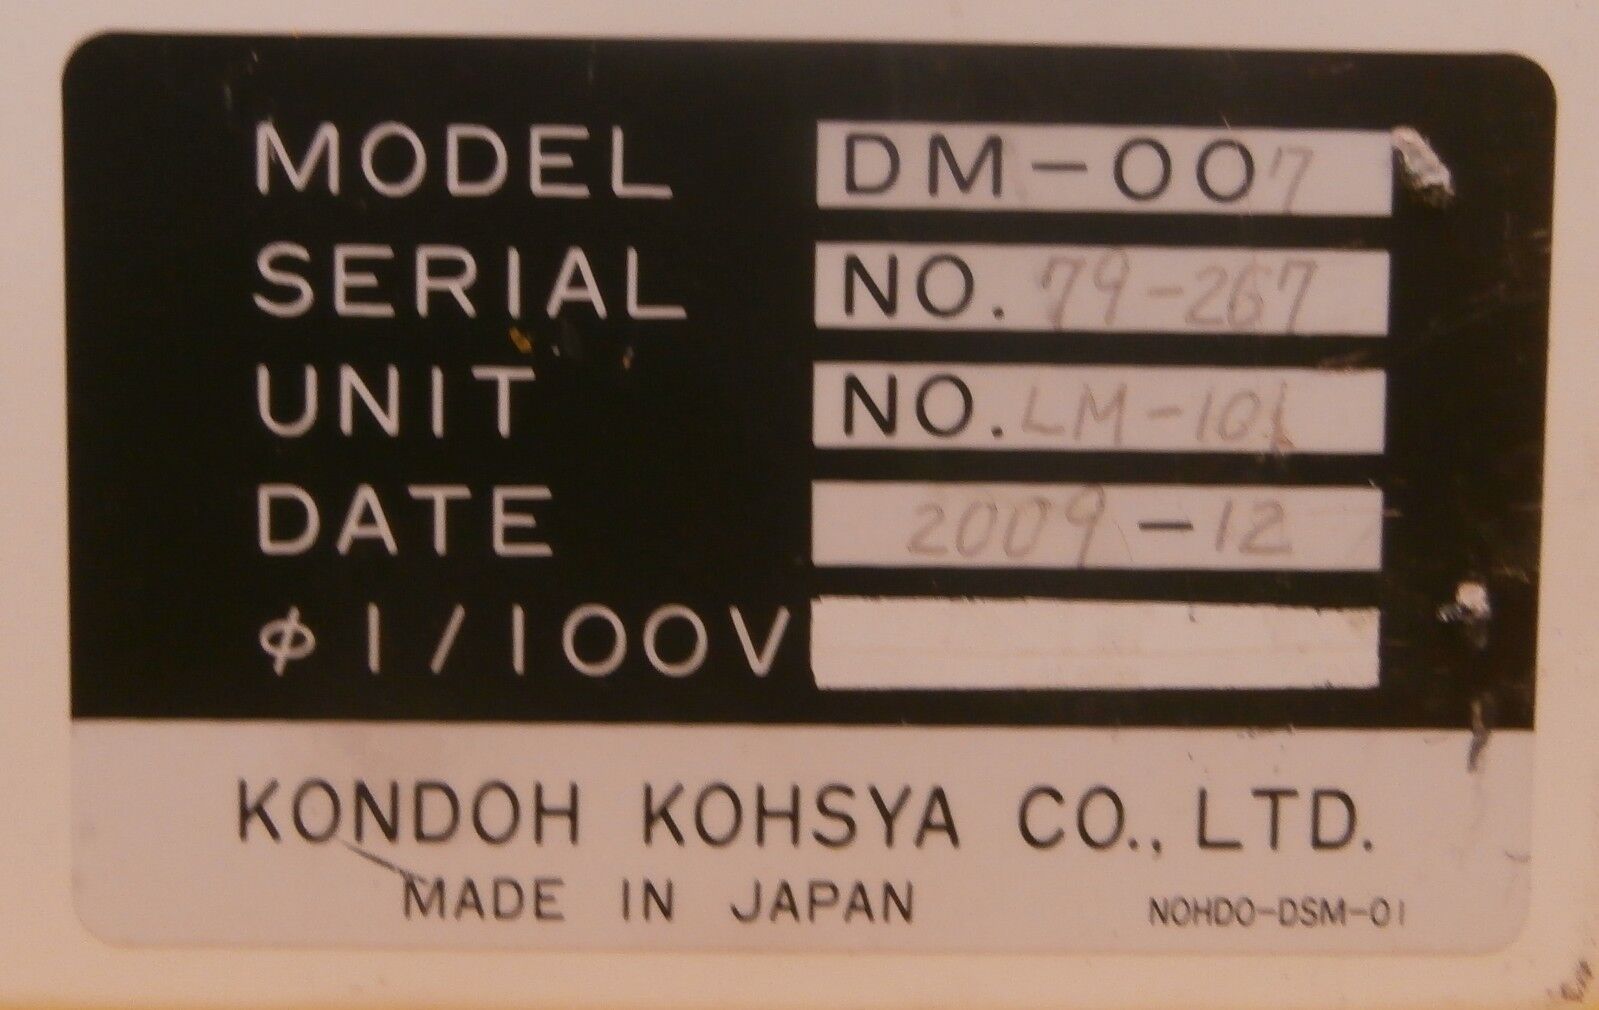 MODEL DM-007
SERIAL NO. 79-267
UNIT NO. LM-101
DATE 2009-12
φ1/100V
KONDOH KOHSYA CO., LTD.
MADE IN JAPAN NOHDO-DSM-01